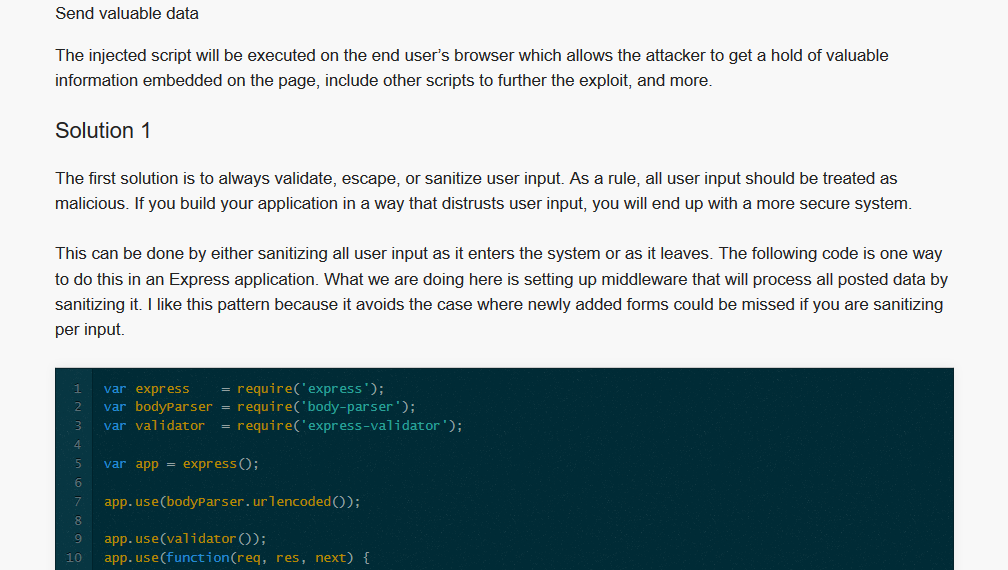 Send valuable data
The injected script will be executed on the end user’s browser which allows the attacker to get a hold of valuable
information embedded on the page, include other scripts to further the exploit, and more.
Solution 1
The first solution is to always validate, escape, or sanitize user input. As a rule, all user input should be treated as
malicious. If you build your application in a way that distrusts user input, you will end up with a more secure system.
This can be done by either sanitizing all user input as it enters the system or as it leaves. The following code is one way
to do this in an Express application. What we are doing here is setting up middleware that will process all posted data by
sanitizing it. I like this pattern because it avoids the case where newly added forms could be missed if you are sanitizing
per input.
1 var express    = require('express');
2 var bodyParser = require('body-parser');
3 var validator  = require('express-validator');
4
5 var app = express();
6
7 app.use(bodyParser.urlencoded());
8
9 app.use(validator());
10 app.use(function(req, res, next) {